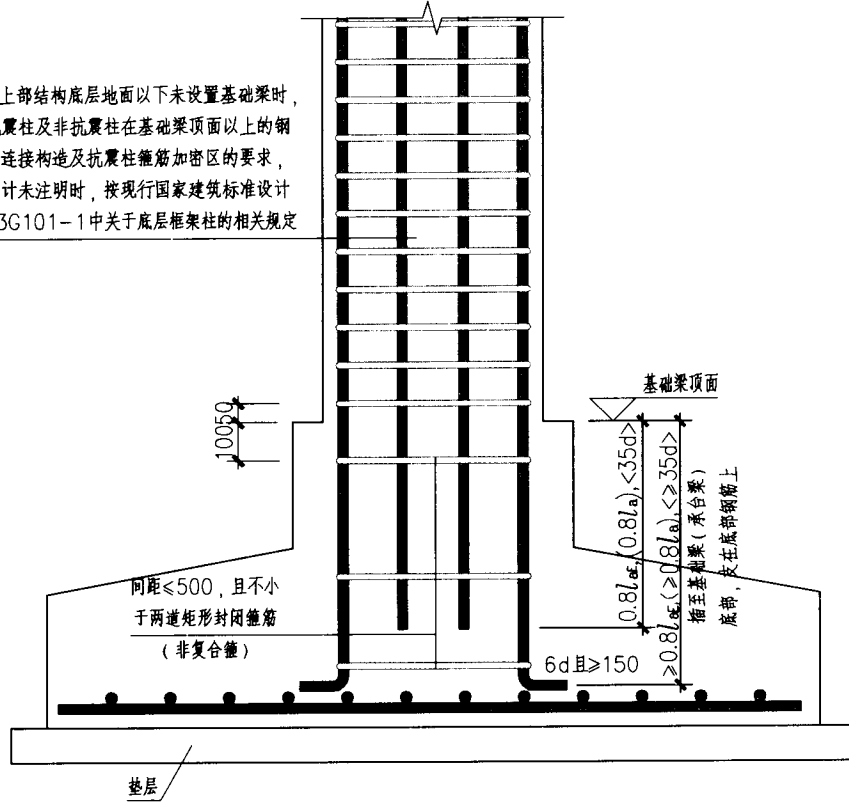 上部结构底层地面以下未设置基础梁时，
震柱及非抗震柱在基础梁顶面以上的钢
连接构造及抗震柱箍筋加密区的要求，
计未注明时，按现行国家建筑标准设计
3G101-1中关于底层框架柱的相关规定
基础梁顶面
50
100
0.8laE,(0.8la),<35d>
≥0.8laE,(≥0.8la),<≥35d>
插至基础梁(承台梁)
底部，支在底部钢筋上
间距≤500，且不小
于两道矩形封闭箍筋
(非复合箍)
6d且≥150
垫层